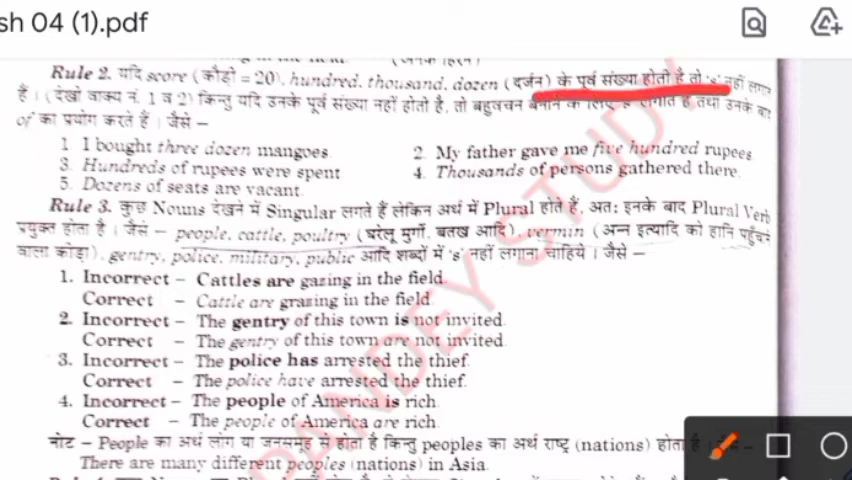 sh 04 (1).pdf
Rule 2. यदि score (कौड़ी = 20), hundred, thousand, dozen (दर्जन) के पूर्व संख्या होती है तो 's' नहीं लगाते
हैं । (देखो वाक्य नं. 1 व 2) किन्तु यदि उनके पूर्व संख्या नहीं होती है, तो बहुवचन बनाने के लिए s लगाते हैं तथा उनके बाद
of का प्रयोग करते हैं । जैसे –
1. I bought three dozen mangoes.
2. My father gave me five hundred rupees.
3. Hundreds of rupees were spent
4. Thousands of persons gathered there.
5. Dozens of seats are vacant.
Rule 3. कुछ Nouns देखने में Singular लगते हैं लेकिन अर्थ में Plural होते हैं, अतः इनके बाद Plural Verb
प्रयुक्त होता है । जैसे – people, cattle, poultry (घरेलू मुर्गी, बतख आदि), vermin (अन्न इत्यादि को हानि पहुँचाने
वाला कीड़ा), gentry, police, military, public आदि शब्दों में 's' नहीं लगाना चाहिये । जैसे –
1. Incorrect – Cattles are gazing in the field.
Correct – Cattle are grazing in the field.
2. Incorrect – The gentry of this town is not invited.
Correct – The gentry of this town are not invited.
3. Incorrect – The police has arrested the thief.
Correct – The police have arrested the thief.
4. Incorrect – The people of America is rich.
Correct – The people of America are rich.
नोट – People का अर्थ लोग या जनसमूह से होता है किन्तु peoples का अर्थ राष्ट्र (nations) होता है
There are many different peoples (nations) in Asia.
PANDEY STUDY